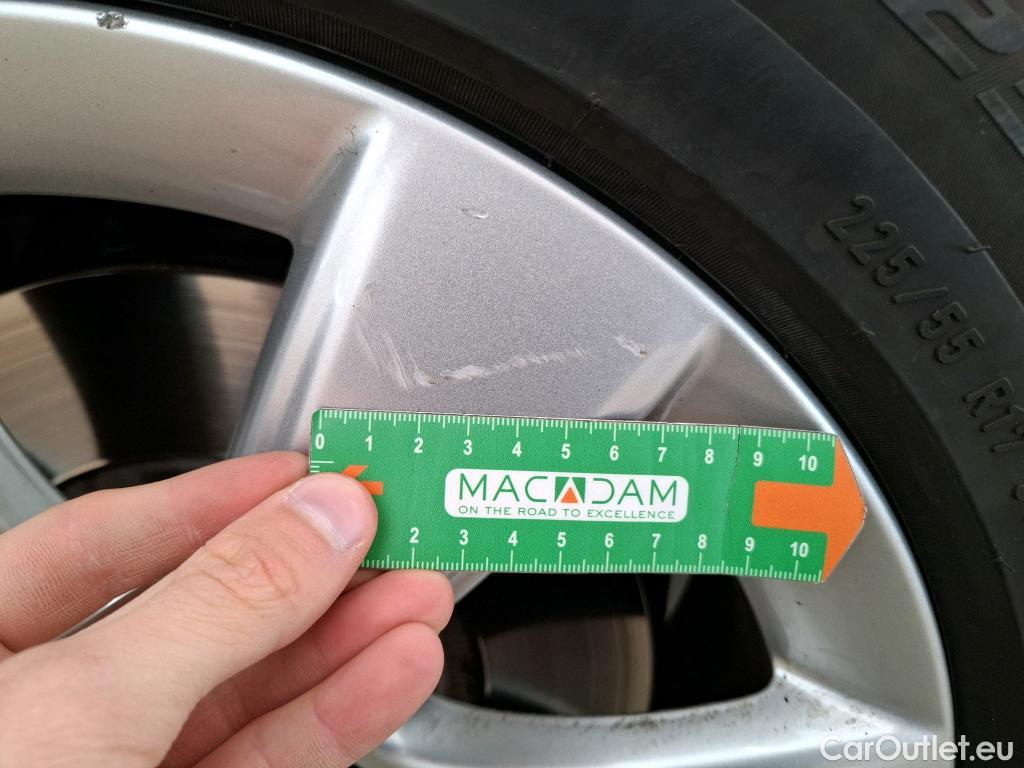 225/55 R17
0 1 2 3 4 5 6 7 8 9 10
MACADAM
ON THE ROAD TO EXCELLENCE
2 3 4 5 6 7 8 9 10
CarOutlet.eu